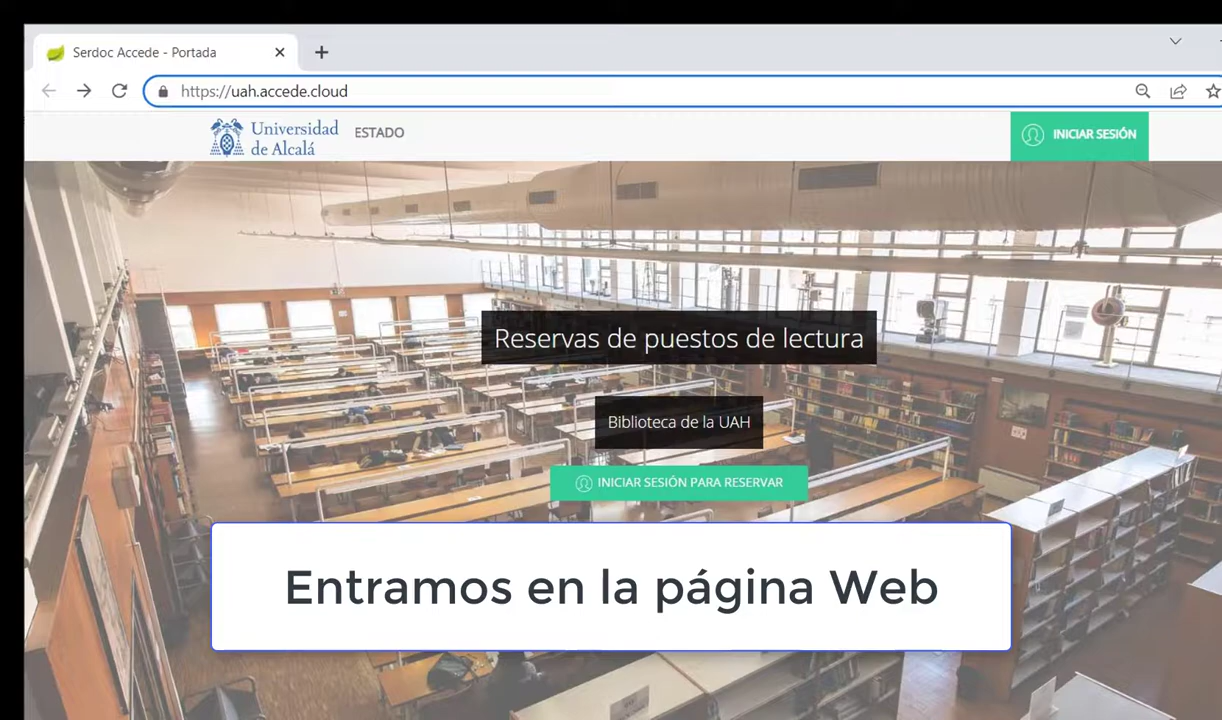 Serdoc Accede - Portada
https://uah.accede.cloud
Universidad
de Alcalá
ESTADO
INICIAR SESIÓN
Reservas de puestos de lectura
Biblioteca de la UAH
INICIAR SESIÓN PARA RESERVAR
Entramos en la página Web